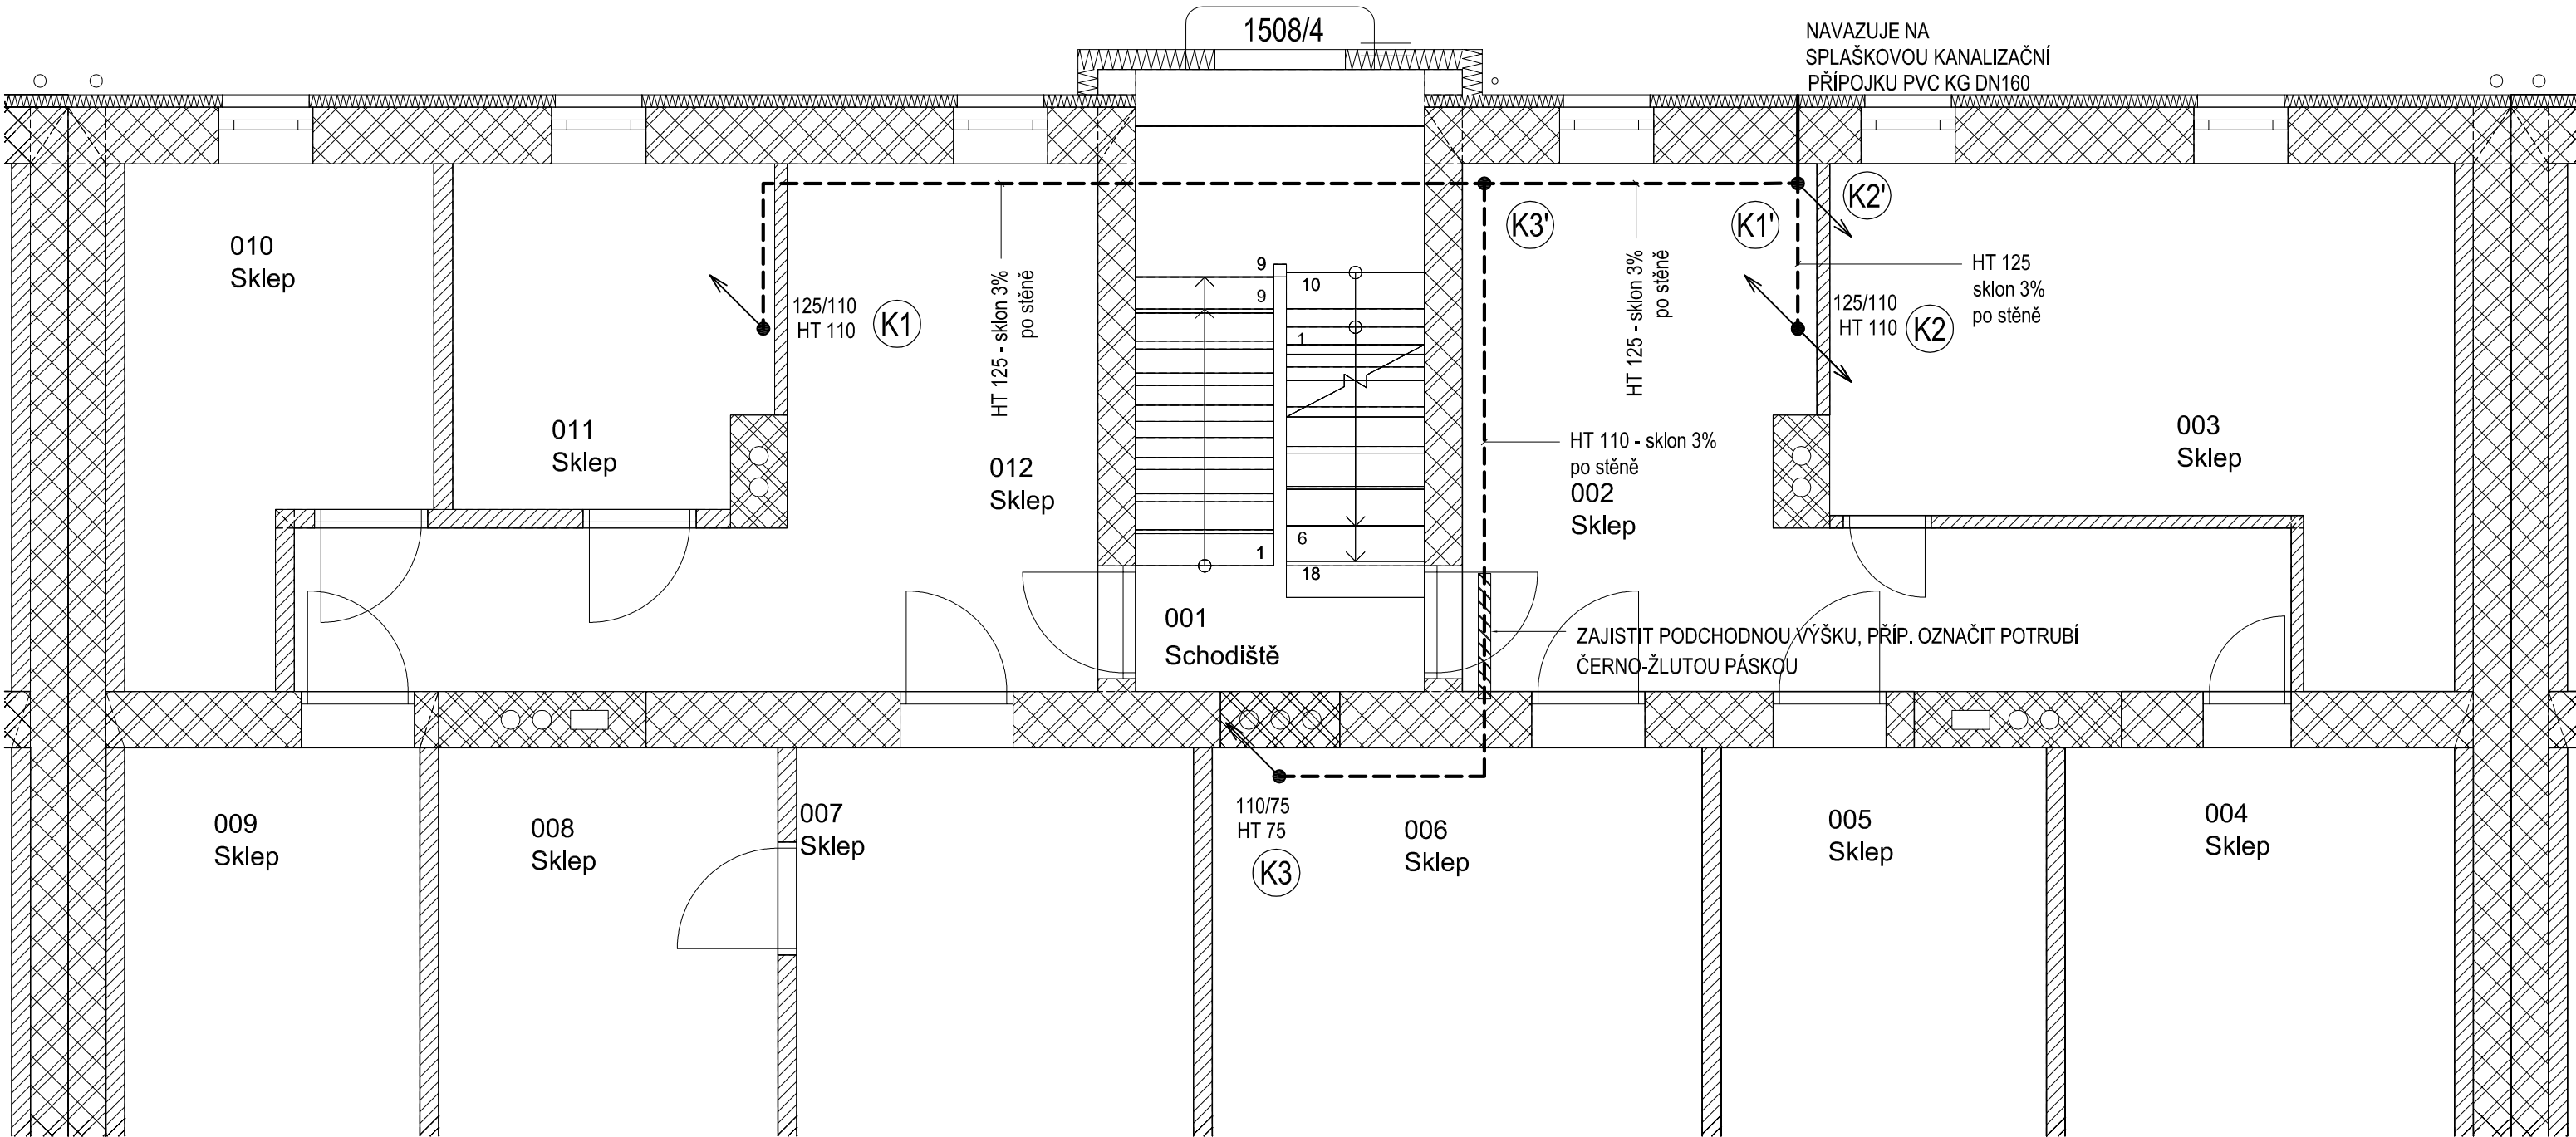 1508/4
NAVAZUJE NA
SPLAŠKOVOU KANALIZAČNÍ
PŘÍPOJKU PVC KG DN160
010
Sklep
011
Sklep
125/110
HT 110
K1
HT 125 - sklon 3%
po stěně
012
Sklep
9
9
1
10
1
6
18
001
Schodiště
K3'
HT 125 - sklon 3%
po stěně
K1'
K2'
HT 125
sklon 3%
po stěně
125/110
HT 110
K2
HT 110 - sklon 3%
po stěně
002
Sklep
003
Sklep
ZAJISTIT PODCHODNOU VÝŠKU, PŘÍP. OZNAČIT POTRUBÍ
ČERNO-ŽLUTOU PÁSKOU
009
Sklep
008
Sklep
007
Sklep
110/75
HT 75
K3
006
Sklep
005
Sklep
004
Sklep